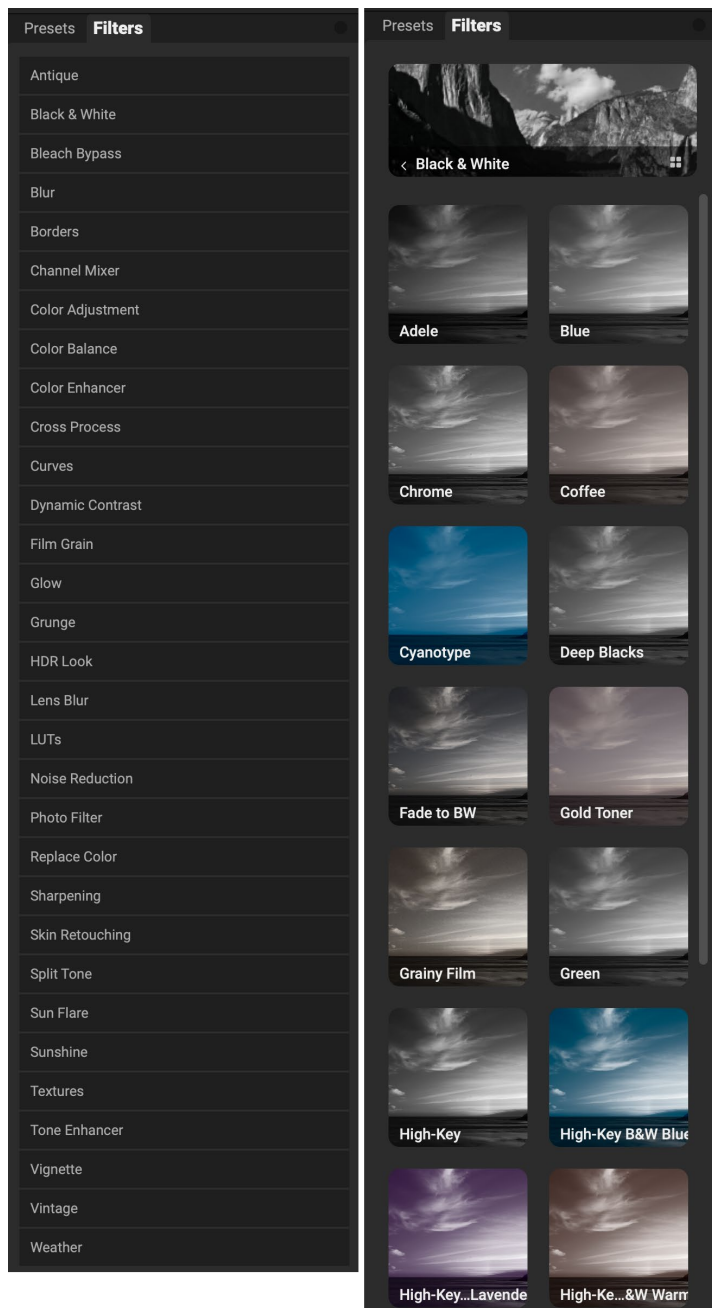 Presets Filters
Antique
Black & White
Bleach Bypass
Blur
Borders
Channel Mixer
Color Adjustment
Color Balance
Color Enhancer
Cross Process
Curves
Dynamic Contrast
Film Grain
Glow
Grunge
HDR Look
Lens Blur
LUTs
Noise Reduction
Photo Filter
Replace Color
Sharpening
Skin Retouching
Split Tone
Sun Flare
Sunshine
Textures
Tone Enhancer
Vignette
Vintage
Weather
Presets Filters
Black & White
Adele Blue
Chrome Coffee
Cyanotype Deep Blacks
Fade to BW Gold Toner
Grainy Film Green
High-Key High-Key B&W Blue
High-Key...Lavende High-Ke...&W Warm